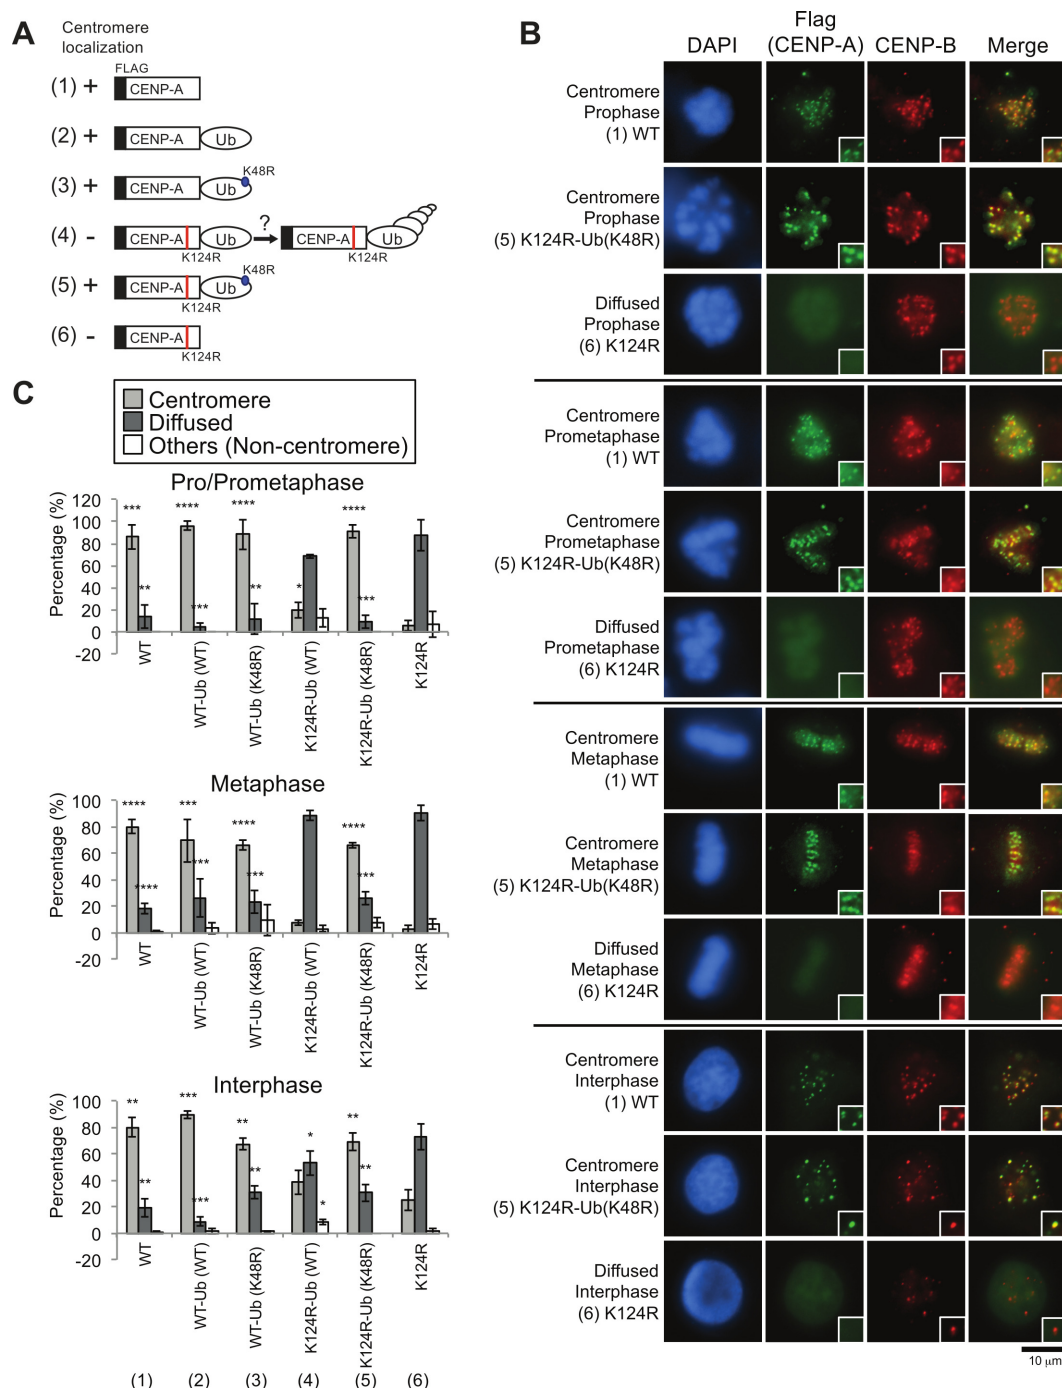 A
Centromere
localization
FLAG
(1) + CENP-A
(2) + CENP-A Ub
K48R
(3) + CENP-A Ub
?
(4) - CENP-A Ub CENP-A Ub
K124R K124R
K48R
(5) + CENP-A Ub
K124R
(6) - CENP-A
K124R
B
DAPI
Flag
(CENP-A)
CENP-B
Merge
Centromere
Prophase
(1) WT
Centromere
Prophase
(5) K124R-Ub(K48R)
Diffused
Prophase
(6) K124R
Centromere
Prometaphase
(1) WT
Centromere
Prometaphase
(5) K124R-Ub(K48R)
Diffused
Prometaphase
(6) K124R
Centromere
Metaphase
(1) WT
Centromere
Metaphase
(5) K124R-Ub(K48R)
Diffused
Metaphase
(6) K124R
Centromere
Interphase
(1) WT
Centromere
Interphase
(5) K124R-Ub(K48R)
Diffused
Interphase
(6) K124R
10 μm
C
Centromere
Diffused
Others (Non-centromere)
Pro/Prometaphase
Percentage (%)
120
100
80
60
40
20
0
-20
*** ** **** *** **** ** * **** ***
WT
WT-Ub (WT)
WT-Ub (K48R)
K124R-Ub (WT)
K124R-Ub (K48R)
K124R
Metaphase
Percentage (%)
100
80
60
40
20
0
-20
**** **** *** *** **** *** **** ***
WT
WT-Ub (WT)
WT-Ub (K48R)
K124R-Ub (WT)
K124R-Ub (K48R)
K124R
Interphase
Percentage (%)
100
80
60
40
20
0
-20
** ** *** *** ** ** * * ** **
WT
WT-Ub (WT)
WT-Ub (K48R)
K124R-Ub (WT)
K124R-Ub (K48R)
K124R
(1) (2) (3) (4) (5) (6)